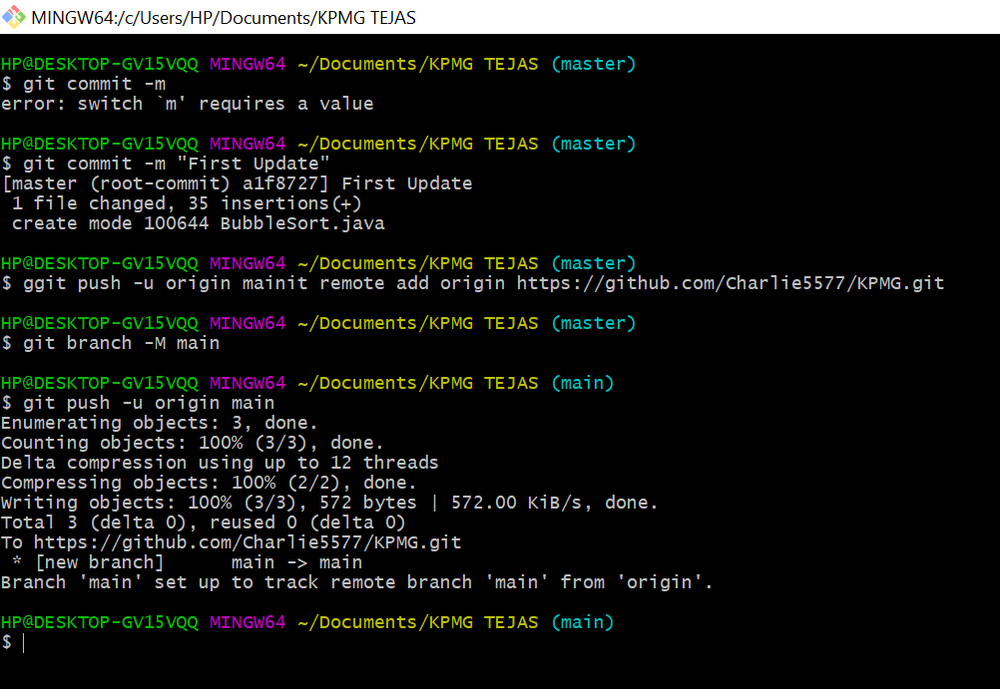 MINGW64:/c/Users/HP/Documents/KPMG TEJAS
HP@DESKTOP-GV15VQQ MINGW64 ~/Documents/KPMG TEJAS (master)
$ git commit -m
error: switch `m' requires a value
HP@DESKTOP-GV15VQQ MINGW64 ~/Documents/KPMG TEJAS (master)
$ git commit -m "First Update"
[master (root-commit) a1f8727] First Update
 1 file changed, 35 insertions(+)
 create mode 100644 BubbleSort.java
HP@DESKTOP-GV15VQQ MINGW64 ~/Documents/KPMG TEJAS (master)
$ ggit push -u origin mainit remote add origin https://github.com/Charlie5577/KPMG.git
HP@DESKTOP-GV15VQQ MINGW64 ~/Documents/KPMG TEJAS (master)
$ git branch -M main
HP@DESKTOP-GV15VQQ MINGW64 ~/Documents/KPMG TEJAS (main)
$ git push -u origin main
Enumerating objects: 3, done.
Counting objects: 100% (3/3), done.
Delta compression using up to 12 threads
Compressing objects: 100% (2/2), done.
Writing objects: 100% (3/3), 572 bytes | 572.00 KiB/s, done.
Total 3 (delta 0), reused 0 (delta 0)
To https://github.com/Charlie5577/KPMG.git
 * [new branch]      main -> main
Branch 'main' set up to track remote branch 'main' from 'origin'.
HP@DESKTOP-GV15VQQ MINGW64 ~/Documents/KPMG TEJAS (main)
$